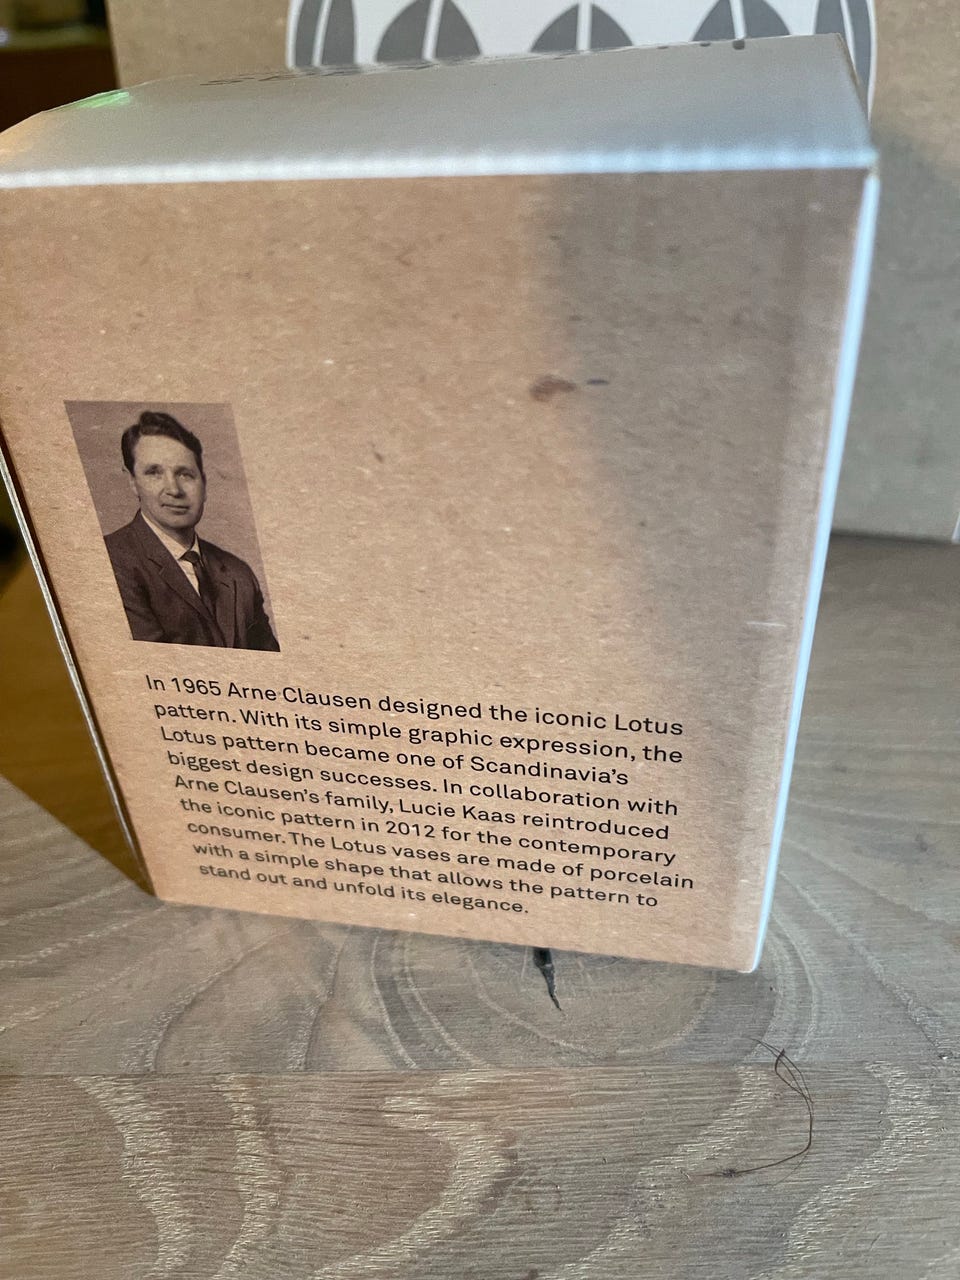 In 1965 Arne Clausen designed the iconic Lotus
pattern. With its simple graphic expression, the
Lotus pattern became one of Scandinavia's
biggest design successes. In collaboration with
Arne Clausen's family, Lucie Kaas reintroduced
the iconic pattern in 2012 for the contemporary
consumer. The Lotus vases are made of porcelain
with a simple shape that allows the pattern to
stand out and unfold its elegance.